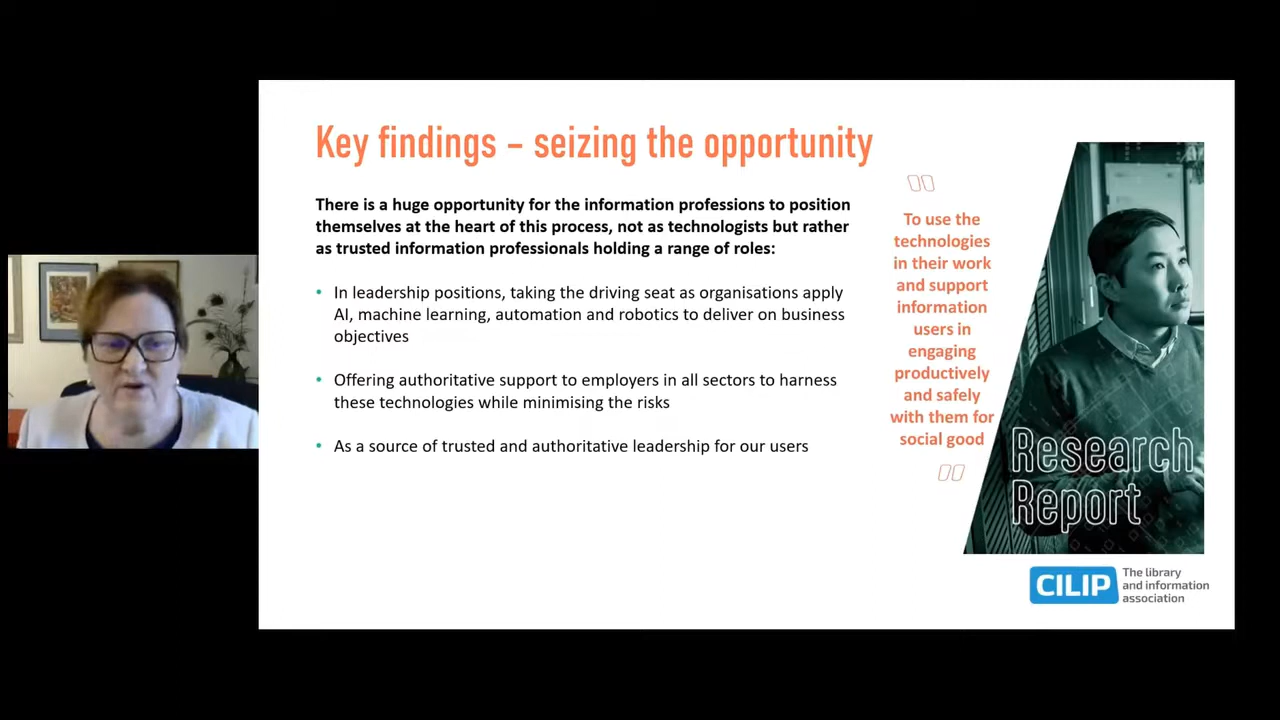 Key findings – seizing the opportunity
There is a huge opportunity for the information professions to position
themselves at the heart of this process, not as technologists but rather
as trusted information professionals holding a range of roles:
• In leadership positions, taking the driving seat as organisations apply
AI, machine learning, automation and robotics to deliver on business
objectives
• Offering authoritative support to employers in all sectors to harness
these technologies while minimising the risks
• As a source of trusted and authoritative leadership for our users
To use the
technologies
in their work
and support
information
users in
engaging
productively
and safely
with them for
social good
Research
Report
CILIP
The library
and information
association